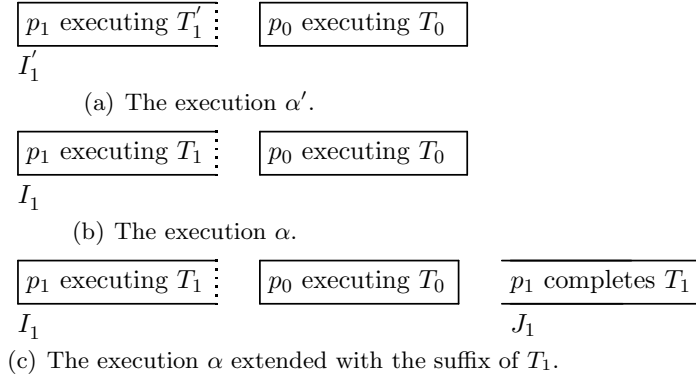 p₁ executing T₁′ p₀ executing T₀
I₁′
(a) The execution α′.
p₁ executing T₁ p₀ executing T₀
I₁
(b) The execution α.
p₁ executing T₁ p₀ executing T₀ p₁ completes T₁
I₁ J₁
(c) The execution α extended with the suffix of T₁.